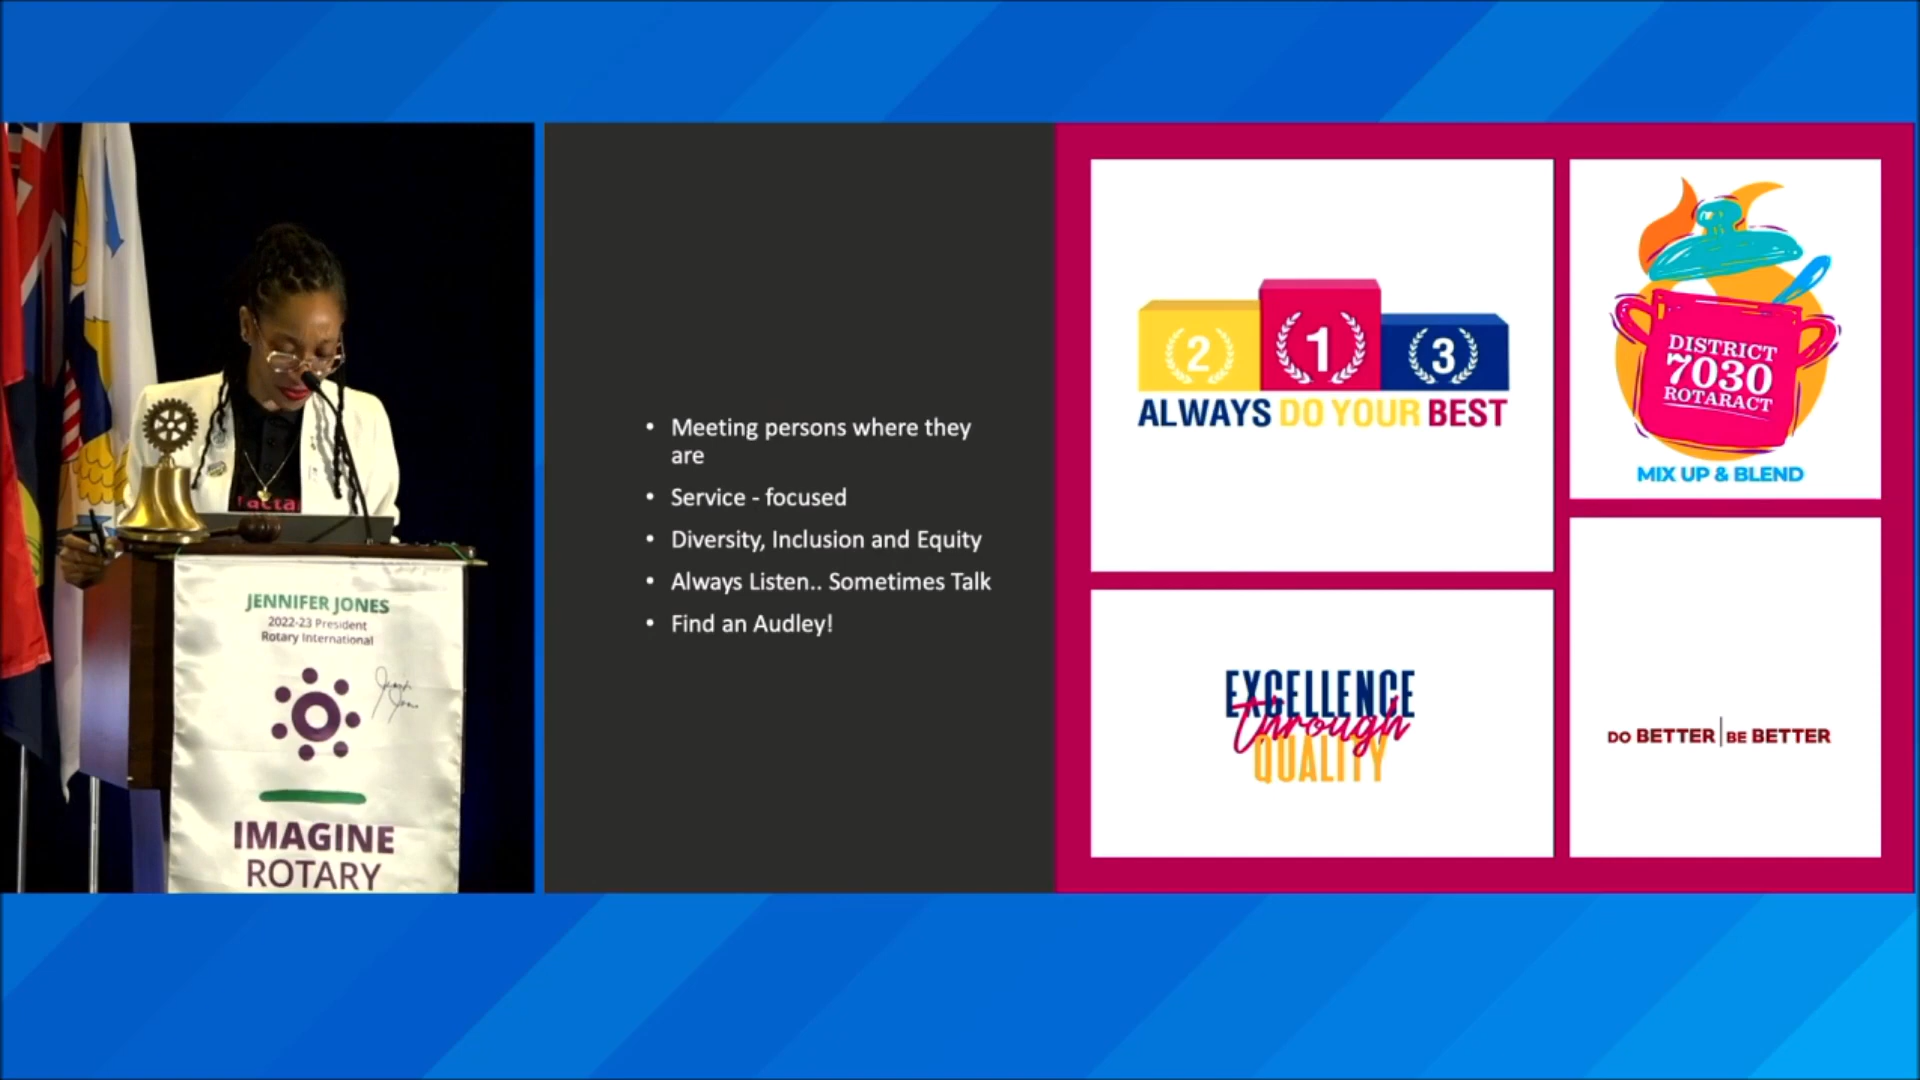 acta
JENNIFER JONES
2022-23 President
Rotary International
IMAGINE
ROTARY
• Meeting persons where they
are
• Service - focused
• Diversity, Inclusion and Equity
• Always Listen.. Sometimes Talk
• Find an Audley!
2
1
3
ALWAYS DO YOUR BEST
DISTRICT
7030
ROTARACT
MIX UP & BLEND
EXCELLENCE
through
QUALITY
DO BETTER | BE BETTER